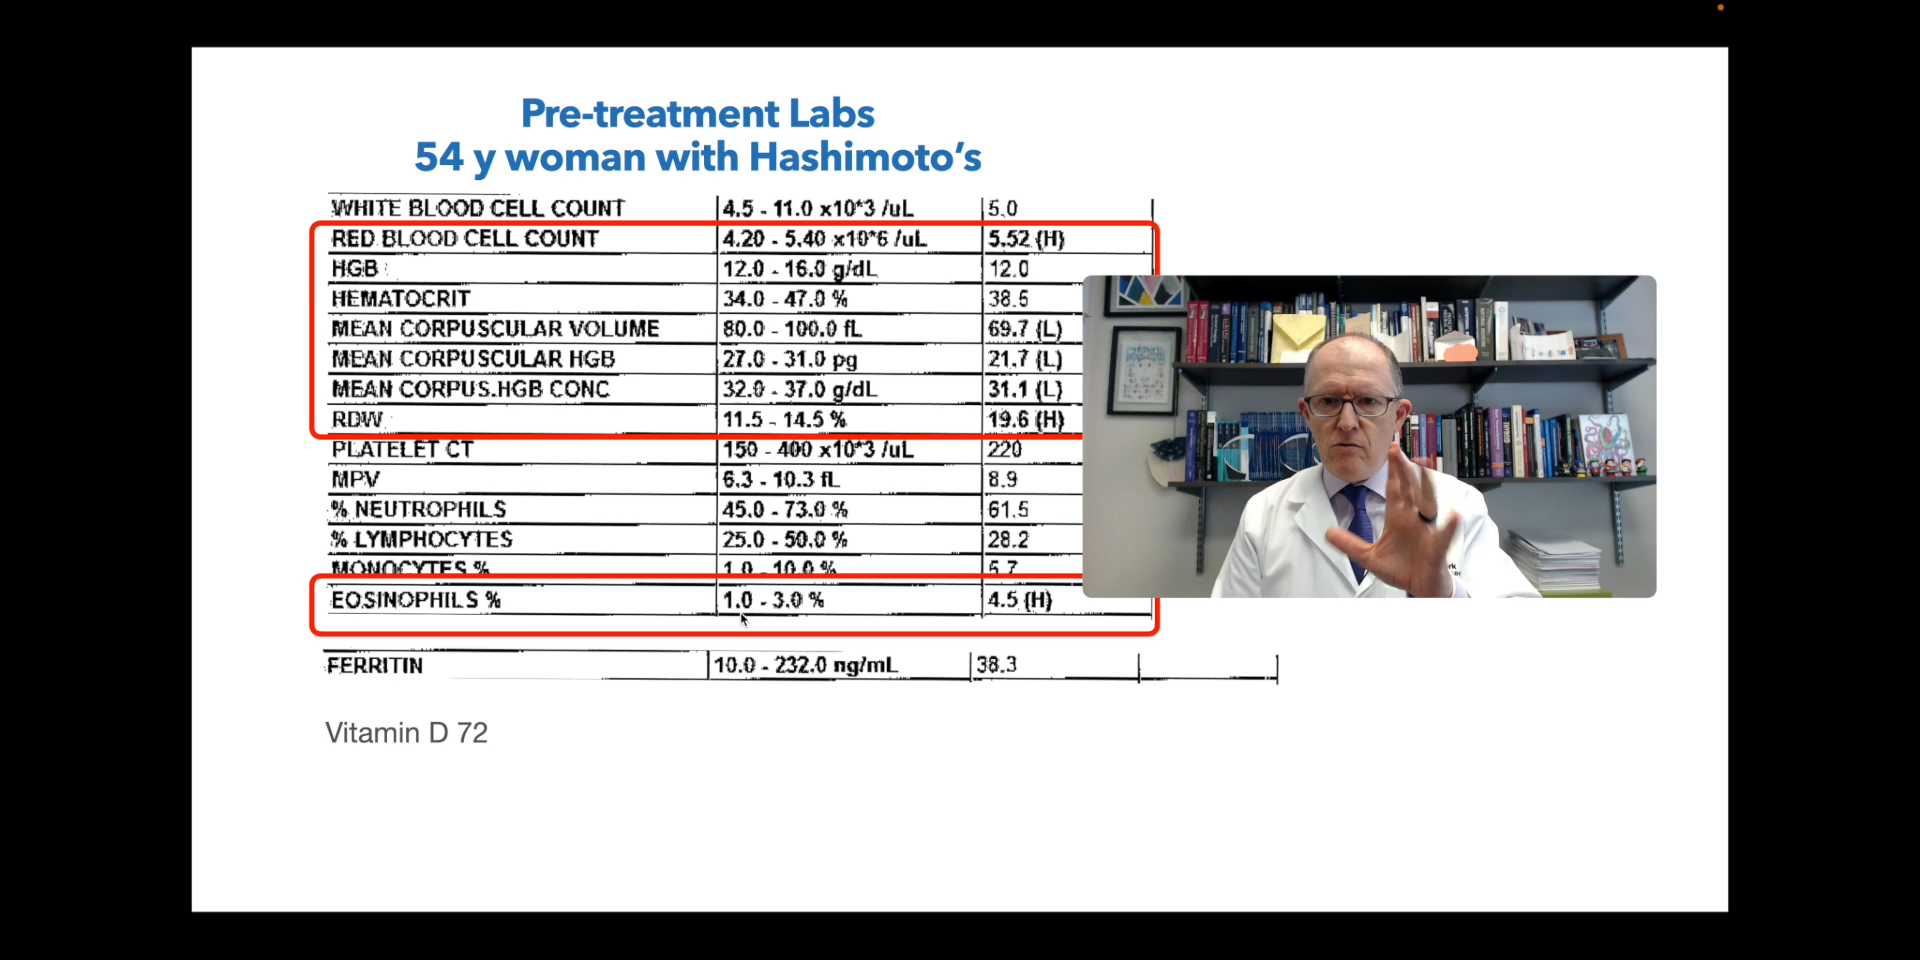 Pre-treatment Labs
54 y woman with Hashimoto's
WHITE BLOOD CELL COUNT 4.5 - 11.0 x10*3 /uL 5.0
RED BLOOD CELL COUNT 4.20 - 5.40 x10*6 /uL 5.52 (H)
HGB 12.0 - 16.0 g/dL 12.0
HEMATOCRIT 34.0 - 47.0 % 38.5
MEAN CORPUSCULAR VOLUME 80.0 - 100.0 fL 69.7 (L)
MEAN CORPUSCULAR HGB 27.0 - 31.0 pg 21.7 (L)
MEAN CORPUS.HGB CONC 32.0 - 37.0 g/dL 31.1 (L)
RDW 11.5 - 14.5 % 19.6 (H)
PLATELET CT 150 - 400 x10*3 /uL 220
MPV 6.3 - 10.3 fL 8.9
% NEUTROPHILS 45.0 - 73.0 % 61.5
% LYMPHOCYTES 25.0 - 50.0 % 28.2
MONOCYTES % 1.0 - 10.0 % 5.7
EOSINOPHILS % 1.0 - 3.0 % 4.5 (H)
FERRITIN 10.0 - 232.0 ng/mL 38.3
Vitamin D 72